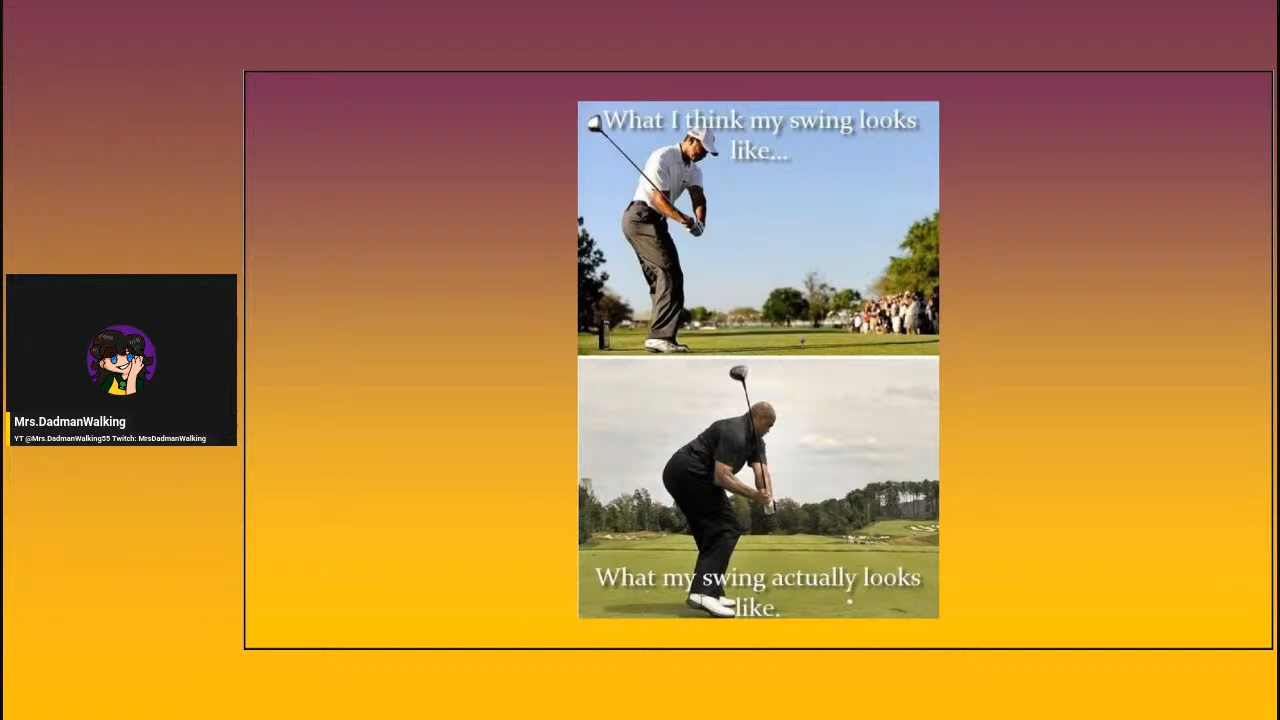 What I think my swing looks
like...
Mrs.DadmanWalking
YT @Mrs.DadmanWalking55 Twitch: MrsDadmanWalking
What my swing actually looks
like.